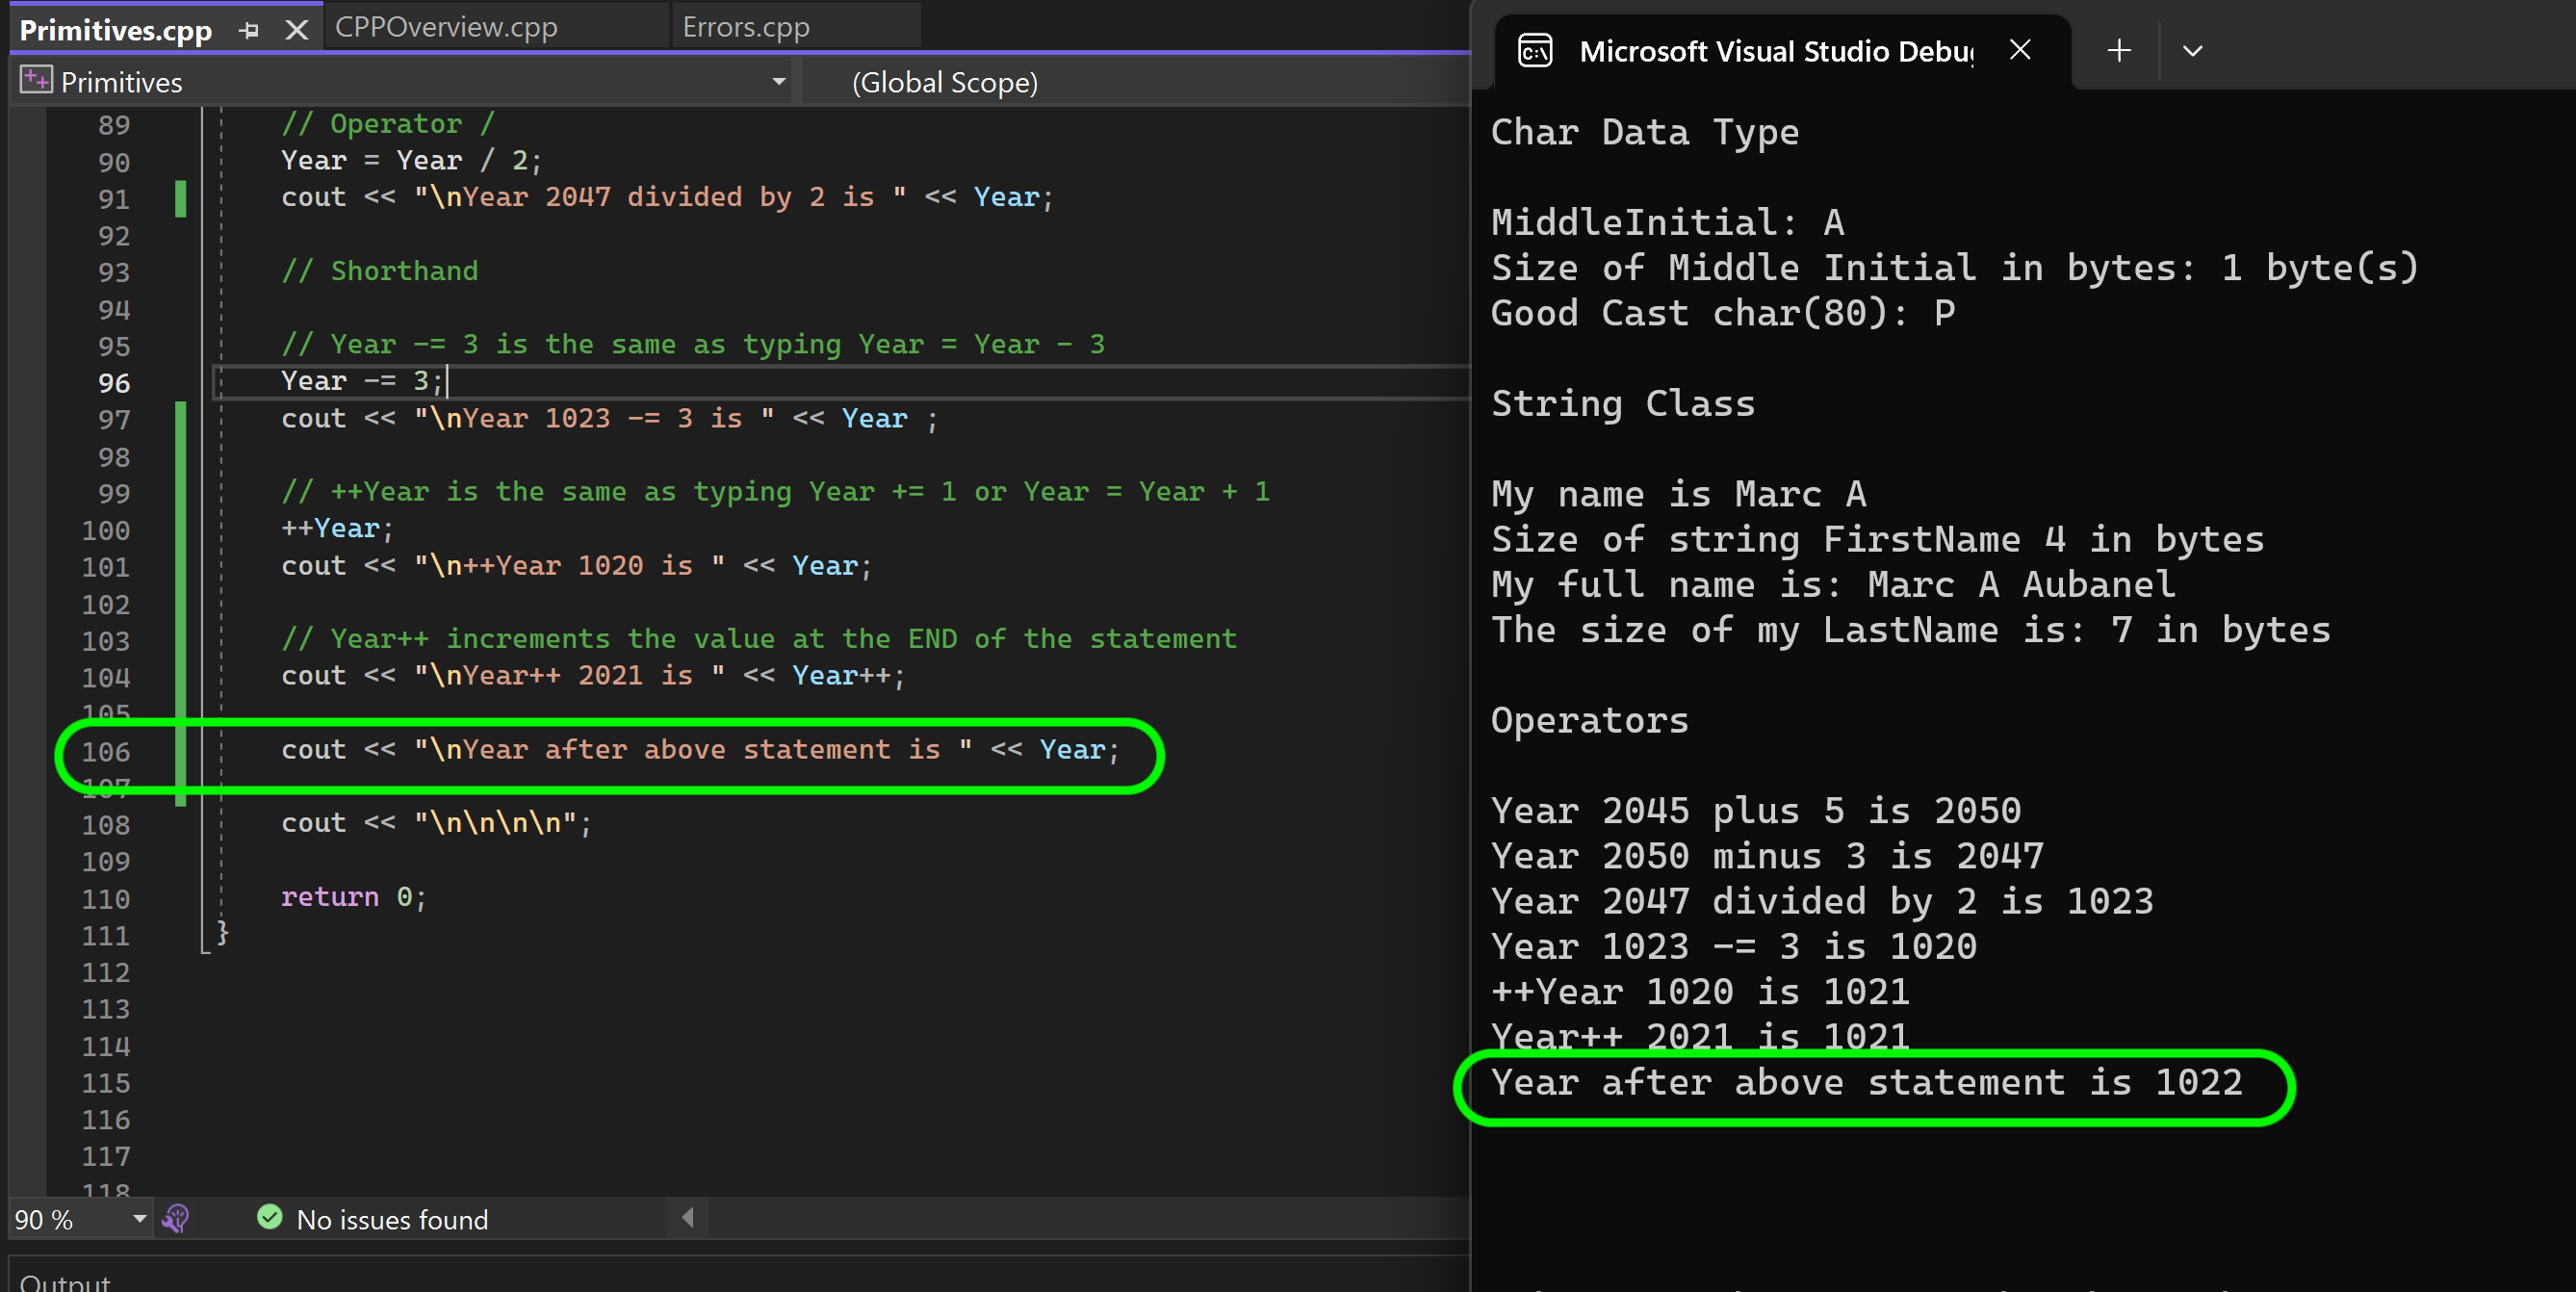 Primitives.cpp CPPOverview.cpp Errors.cpp
Primitives (Global Scope)
89 // Operator /
90 Year = Year / 2;
91 cout << "\nYear 2047 divided by 2 is " << Year;
92
93 // Shorthand
94
95 // Year -= 3 is the same as typing Year = Year - 3
96 Year -= 3;
97 cout << "\nYear 1023 -= 3 is " << Year ;
98
99 // ++Year is the same as typing Year += 1 or Year = Year + 1
100 ++Year;
101 cout << "\n++Year 1020 is " << Year;
102
103 // Year++ increments the value at the END of the statement
104 cout << "\nYear++ 2021 is " << Year++;
105
106 cout << "\nYear after above statement is " << Year;
107
108 cout << "\n\n\n\n";
109
110 return 0;
111 }
112
113
114
115
116
117
118
90 % No issues found
Output
Microsoft Visual Studio Debu
Char Data Type
MiddleInitial: A
Size of Middle Initial in bytes: 1 byte(s)
Good Cast char(80): P
String Class
My name is Marc A
Size of string FirstName 4 in bytes
My full name is: Marc A Aubanel
The size of my LastName is: 7 in bytes
Operators
Year 2045 plus 5 is 2050
Year 2050 minus 3 is 2047
Year 2047 divided by 2 is 1023
Year 1023 -= 3 is 1020
++Year 1020 is 1021
Year++ 2021 is 1021
Year after above statement is 1022